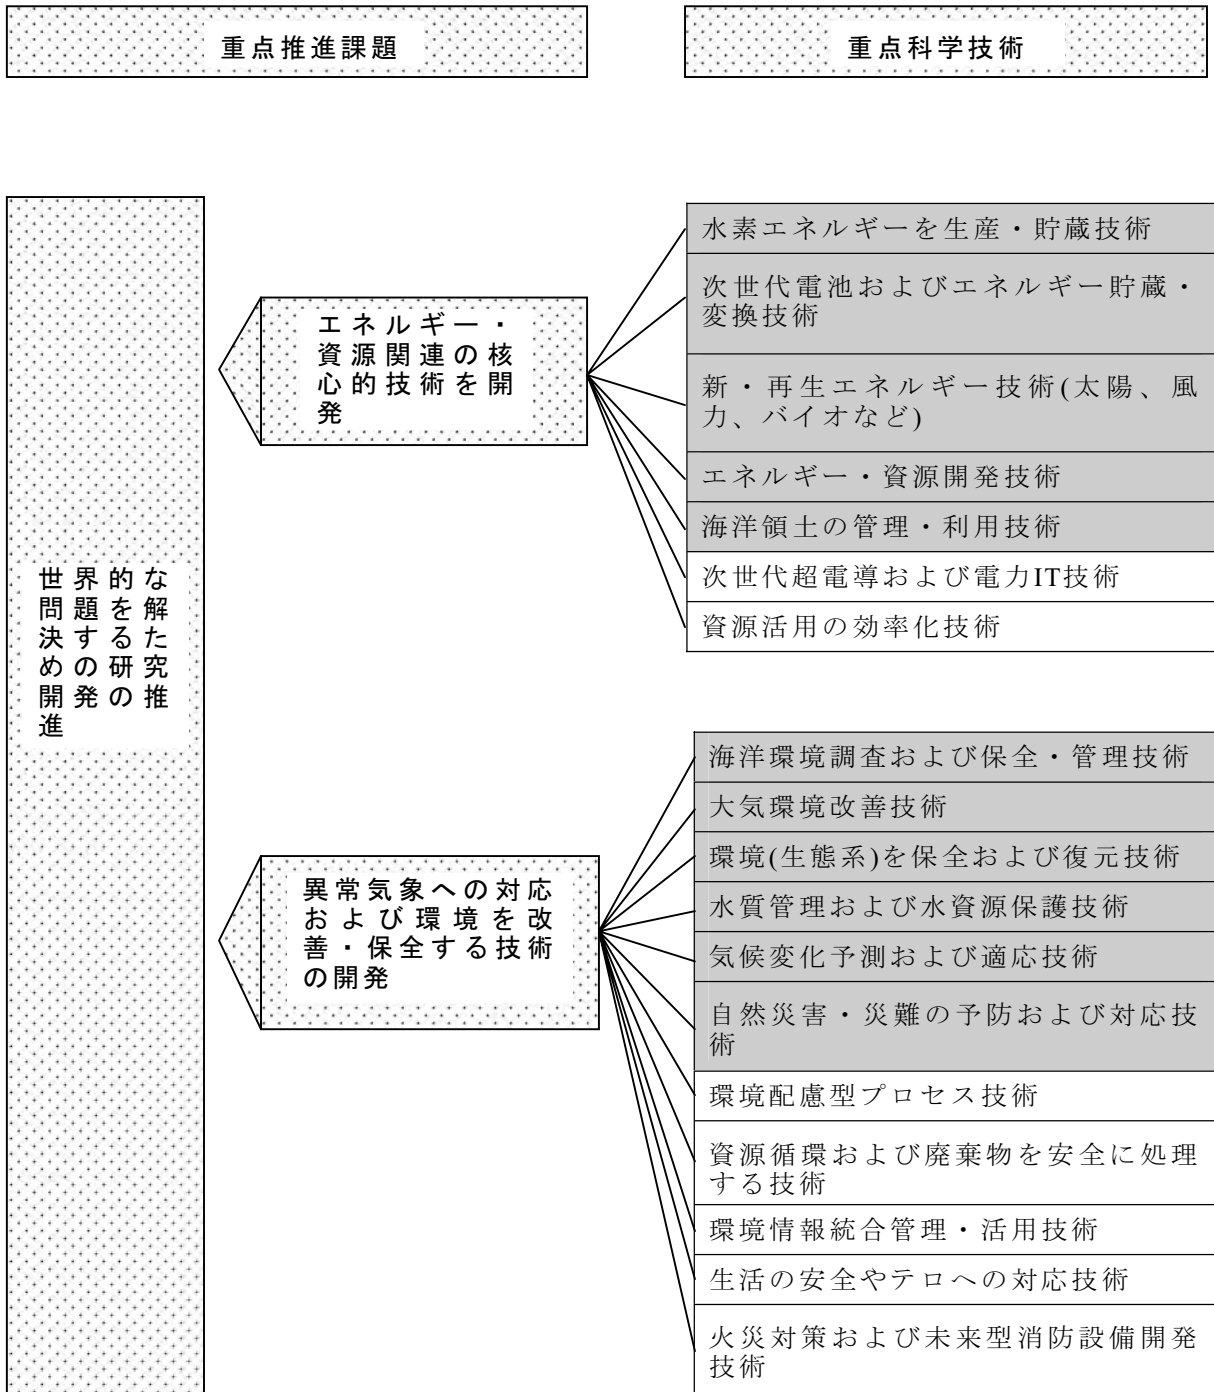 重点推進課題
重点科学技術
世界的な
問題を解
決するた
めの研究
開発の推
進
エネルギー・
資源関連の核
心的技術を開
発
水素エネルギーを生産・貯蔵技術
次世代電池およびエネルギー貯蔵・
変換技術
新・再生エネルギー技術(太陽、風
力、バイオなど)
エネルギー・資源開発技術
海洋領土の管理・利用技術
次世代超電導および電力IT技術
資源活用の効率化技術
異常気象への対応
および環境を改
善・保全する技術
の開発
海洋環境調査および保全・管理技術
大気環境改善技術
環境(生態系)を保全および復元技術
水質管理および水資源保護技術
気候変化予測および適応技術
自然災害・災難の予防および対応技
術
環境配慮型プロセス技術
資源循環および廃棄物を安全に処理
する技術
環境情報統合管理・活用技術
生活の安全やテロへの対応技術
火災対策および未来型消防設備開発
技術